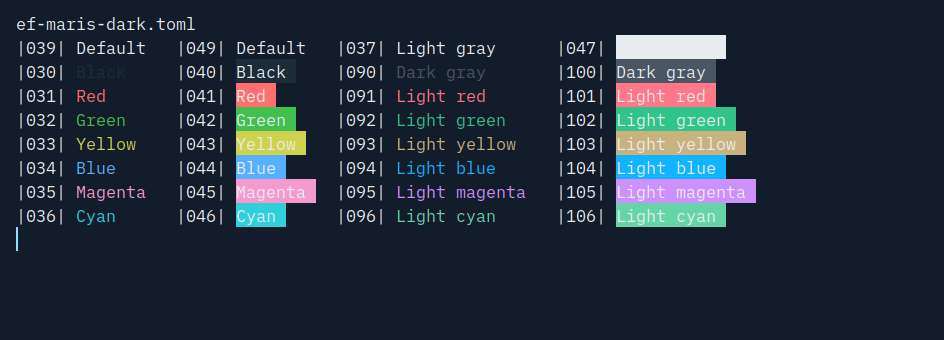 ef-maris-dark.toml
|039| Default |049| Default |037| Light gray |047|
|030| Black |040| Black |090| Dark gray |100| Dark gray
|031| Red |041| Red |091| Light red |101| Light red
|032| Green |042| Green |092| Light green |102| Light green
|033| Yellow |043| Yellow |093| Light yellow |103| Light yellow
|034| Blue |044| Blue |094| Light blue |104| Light blue
|035| Magenta |045| Magenta |095| Light magenta |105| Light magenta
|036| Cyan |046| Cyan |096| Light cyan |106| Light cyan